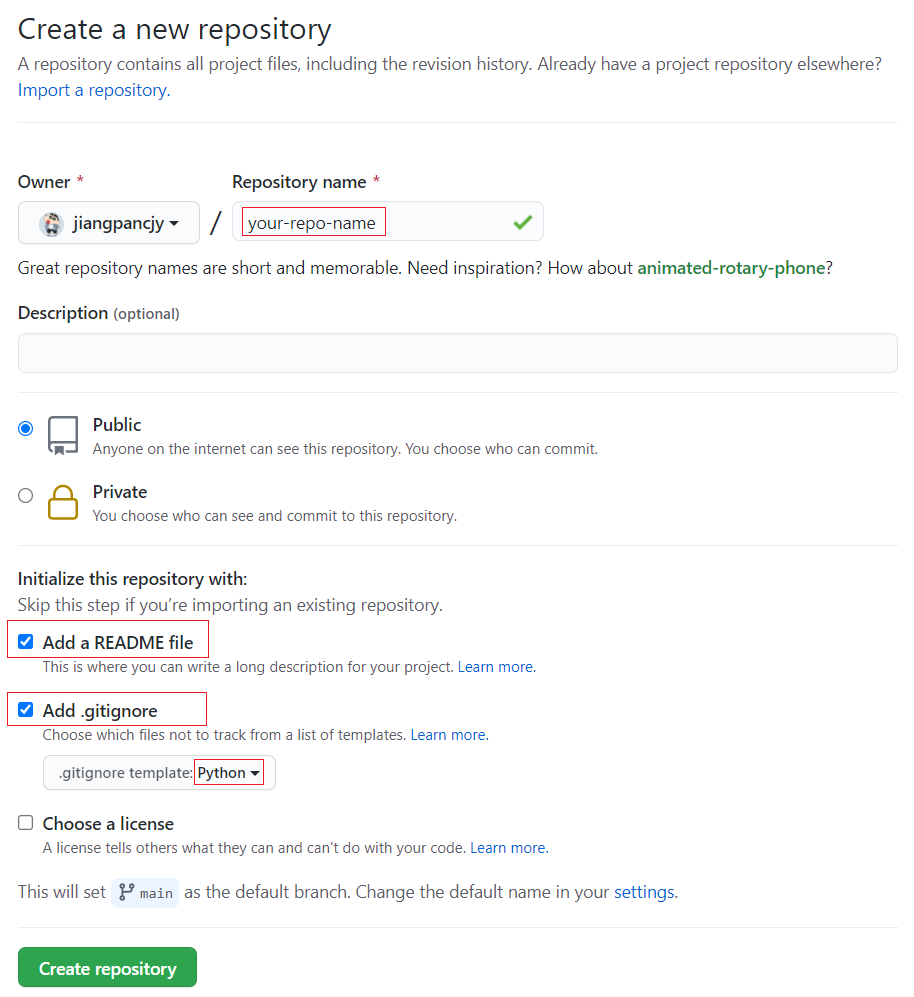 Create a new repository
A repository contains all project files, including the revision history. Already have a project repository elsewhere?
Import a repository.
Owner *
Repository name *
jiangpancjy
/
your-repo-name
Great repository names are short and memorable. Need inspiration? How about animated-rotary-phone?
Description (optional)
Public
Anyone on the internet can see this repository. You choose who can commit.
Private
You choose who can see and commit to this repository.
Initialize this repository with:
Skip this step if you’re importing an existing repository.
Add a README file
This is where you can write a long description for your project. Learn more.
Add .gitignore
Choose which files not to track from a list of templates. Learn more.
.gitignore template: Python
Choose a license
A license tells others what they can and can't do with your code. Learn more.
This will set main as the default branch. Change the default name in your settings.
Create repository